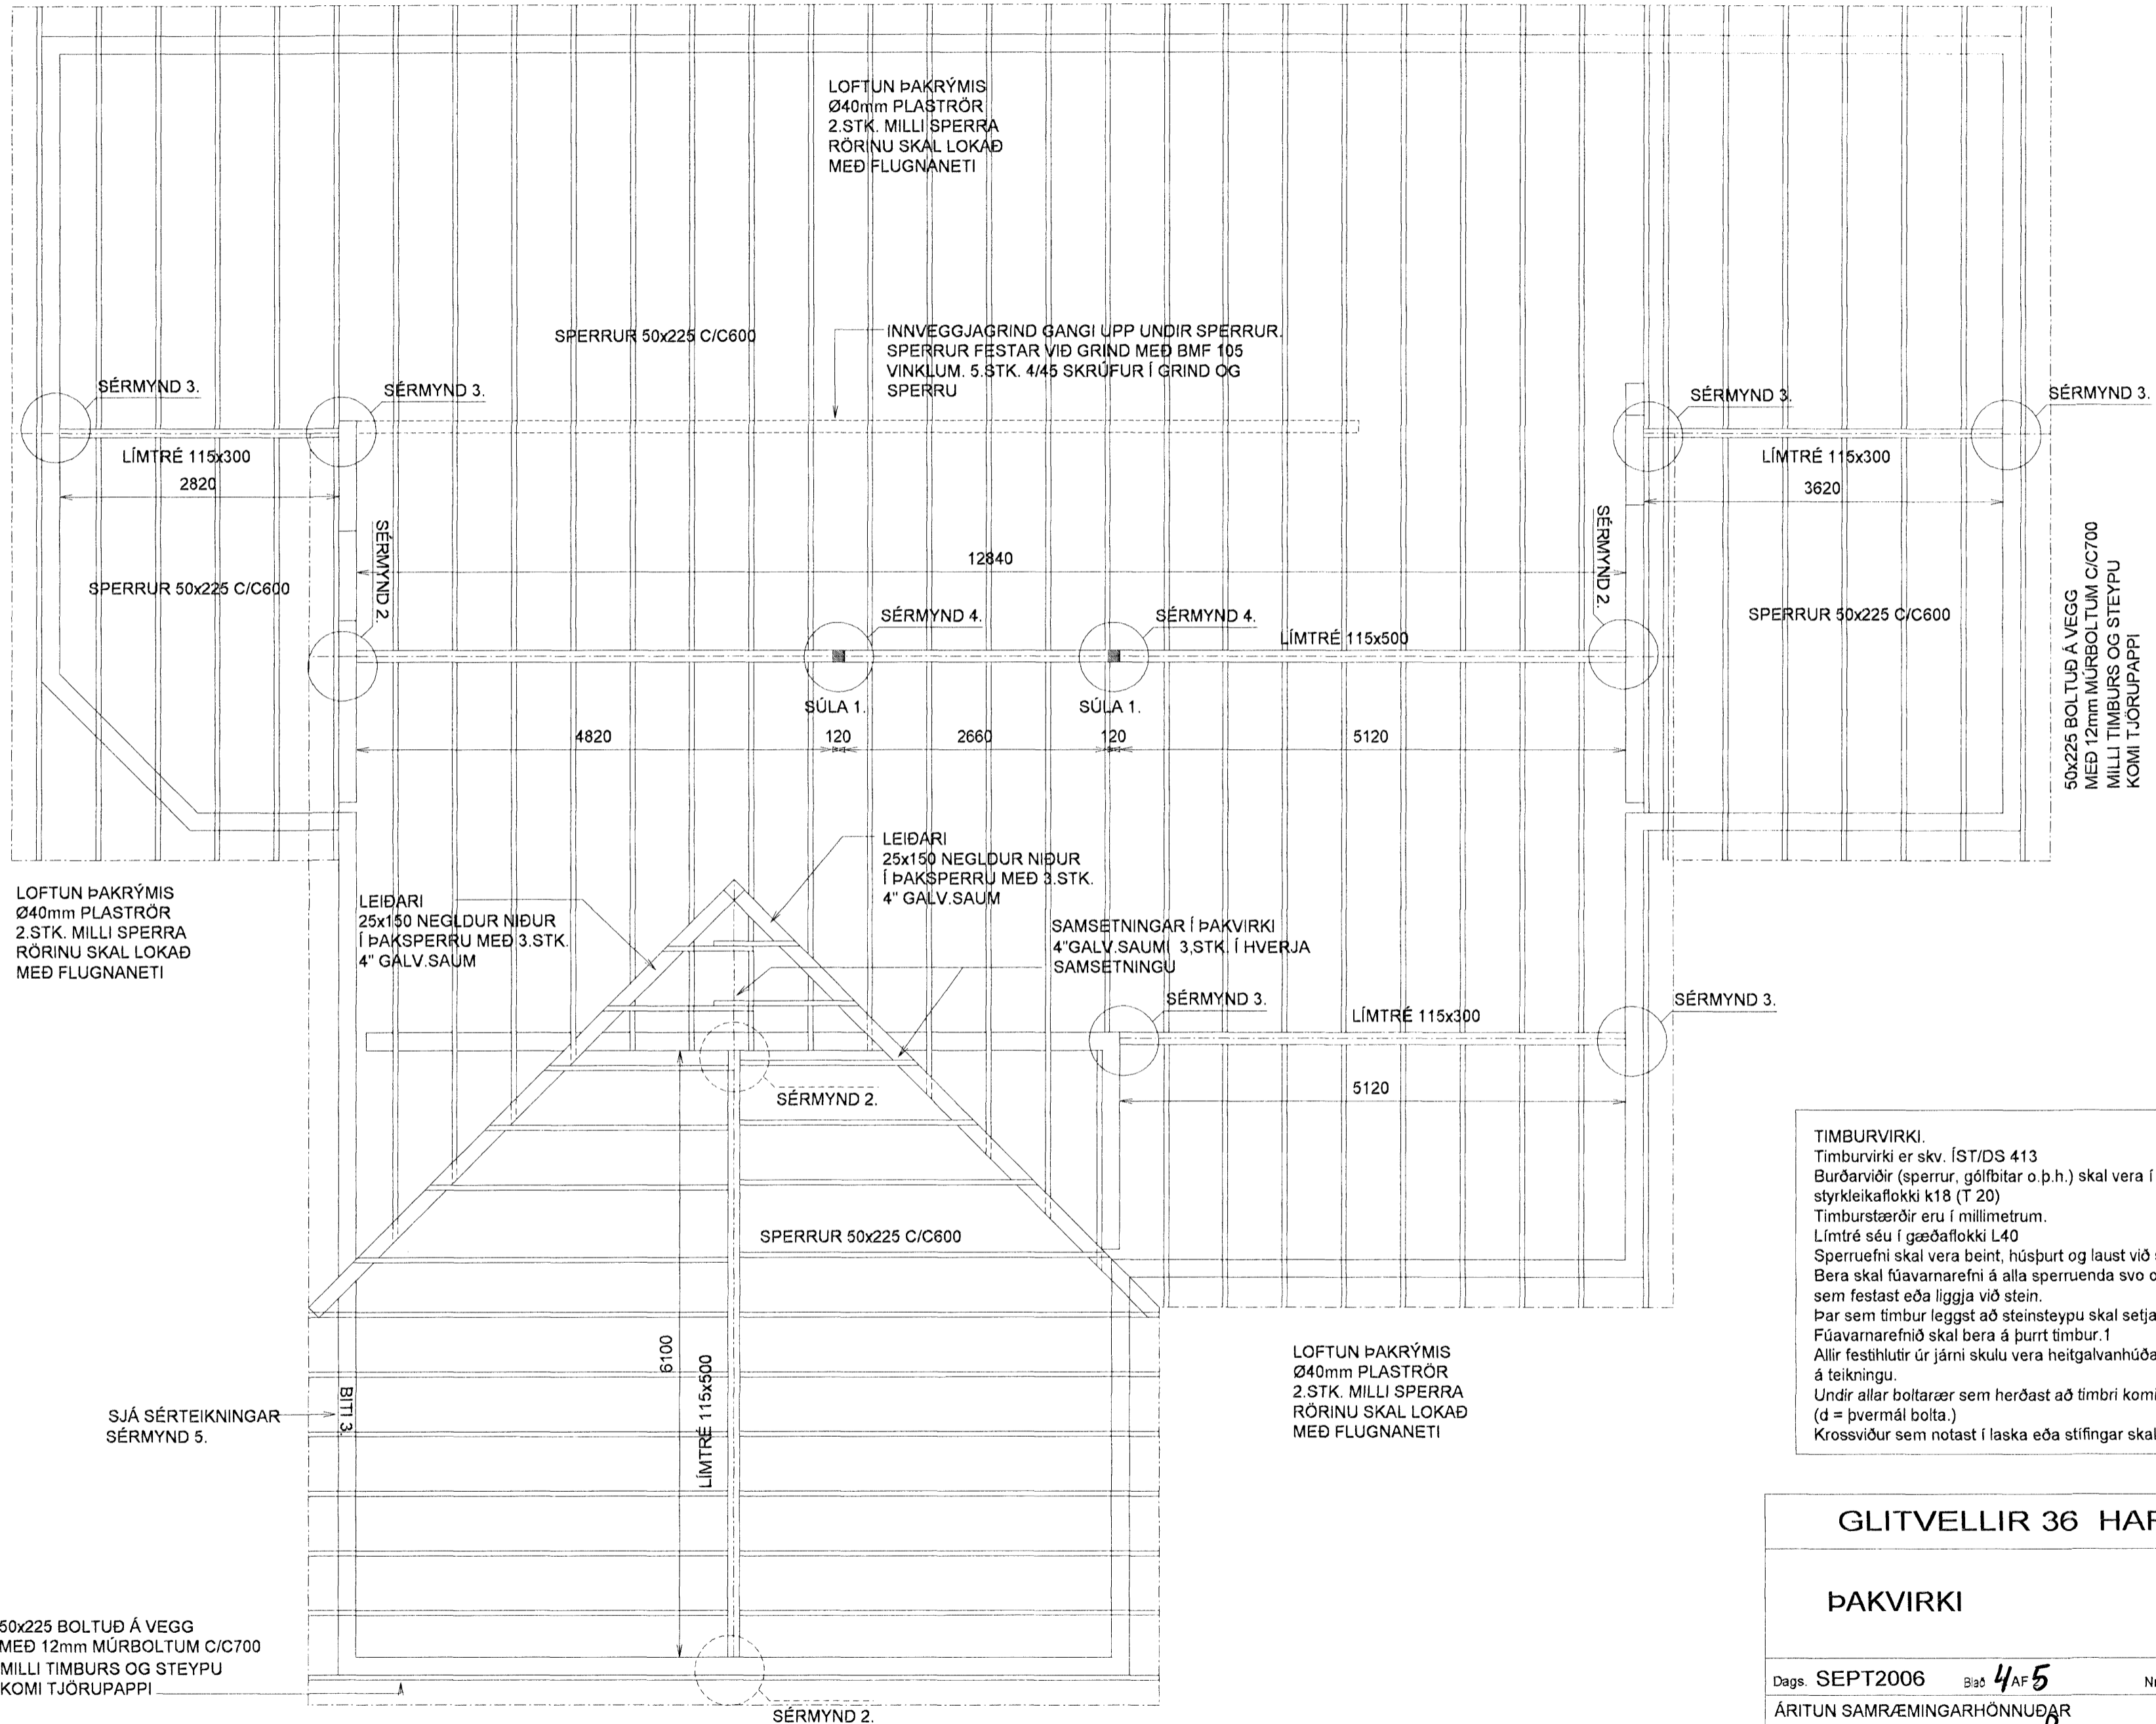 LOFTUN ÞAKRÝMIS
Ø40mm PLASTRÖR
2.STK. MILLI SPERRA
RÖRINU SKAL LOKAÐ
MEÐ FLUGNANETI
SPERRUR 50x225 C/C600
INNVEGGJAGRIND GANGI UPP UNDIR SPERRUR.
SPERRUR FESTAR VIÐ GRIND MEÐ BMF 105
VINKLUM. 5.STK. 4/45 SKRÚFUR Í GRIND OG
SPERRU
SÉRMYND 3.
SÉRMYND 3.
SÉRMYND 3.
SÉRMYND 3.
LÍMTRÉ 115x300
2820
LÍMTRÉ 115x300
3620
SÉRMYND 2.
SÉRMYND 2.
12840
SPERRUR 50x225 C/C600
SÉRMYND 4.
SÉRMYND 4.
LÍMTRÉ 115x500
SPERRUR 50x225 C/C600
50x225 BOLTUÐ Á VEGG
MEÐ 12mm MÚRBOLTUM C/C700
MILLI TIMBURS OG STEYPU
KOMI TJÖRUPAPPI
SÚLA 1.
SÚLA 1.
4820
120
2660
120
5120
LEIÐARI
25x150 NEGLDUR NIÐUR
Í ÞAKSPERRU MEÐ 3.STK.
4" GALV.SAUM
LOFTUN ÞAKRÝMIS
Ø40mm PLASTRÖR
2.STK. MILLI SPERRA
RÖRINU SKAL LOKAÐ
MEÐ FLUGNANETI
LEIÐARI
25x150 NEGLDUR NIÐUR
Í ÞAKSPERRU MEÐ 3.STK.
4" GALV.SAUM
SAMSETNINGAR Í ÞAKVIRKI
4"GALV.SAUMI 3,STK. Í HVERJA
SAMSETNINGU
SÉRMYND 3.
SÉRMYND 3.
LÍMTRÉ 115x300
5120
SÉRMYND 2.
SPERRUR 50x225 C/C600
6100
LÍMTRÉ 115x500
BITI 3.
SJÁ SÉRTEIKNINGAR
SÉRMYND 5.
LOFTUN ÞAKRÝMIS
Ø40mm PLASTRÖR
2.STK. MILLI SPERRA
RÖRINU SKAL LOKAÐ
MEÐ FLUGNANETI
50x225 BOLTUÐ Á VEGG
MEÐ 12mm MÚRBOLTUM C/C700
MILLI TIMBURS OG STEYPU
KOMI TJÖRUPAPPI
SÉRMYND 2.
TIMBURVIRKI.
Timburvirki er skv. ÍST/DS 413
Burðarviðir (sperrur, gólfbitar o.þ.h.) skal vera í
styrkleikaflokki k18 (T 20)
Timburstærðir eru í millimetrum.
Límtré séu í gæðaflokki L40
Sperruefni skal vera beint, húsþurt og laust við
Bera skal fúavarnarefni á alla sperruenda svo
sem festast eða liggja við stein.
Þar sem timbur leggst að steinsteypu skal setja
Fúavarnarefnið skal bera á þurrt timbur.1
Allir festihlutir úr járni skulu vera
á teikningu.
Undir allar boltarær sem herðast að timbri komi
(d = þvermál bolta.)
Krossviður sem notast í laska eða stífingar skal
GLITVELLIR 36
ÞAKVIRKI
Dags. SEPT2006 Blað 4 AF 5
ÁRITUN SAMRÆMINGARHÖNNUÐAR